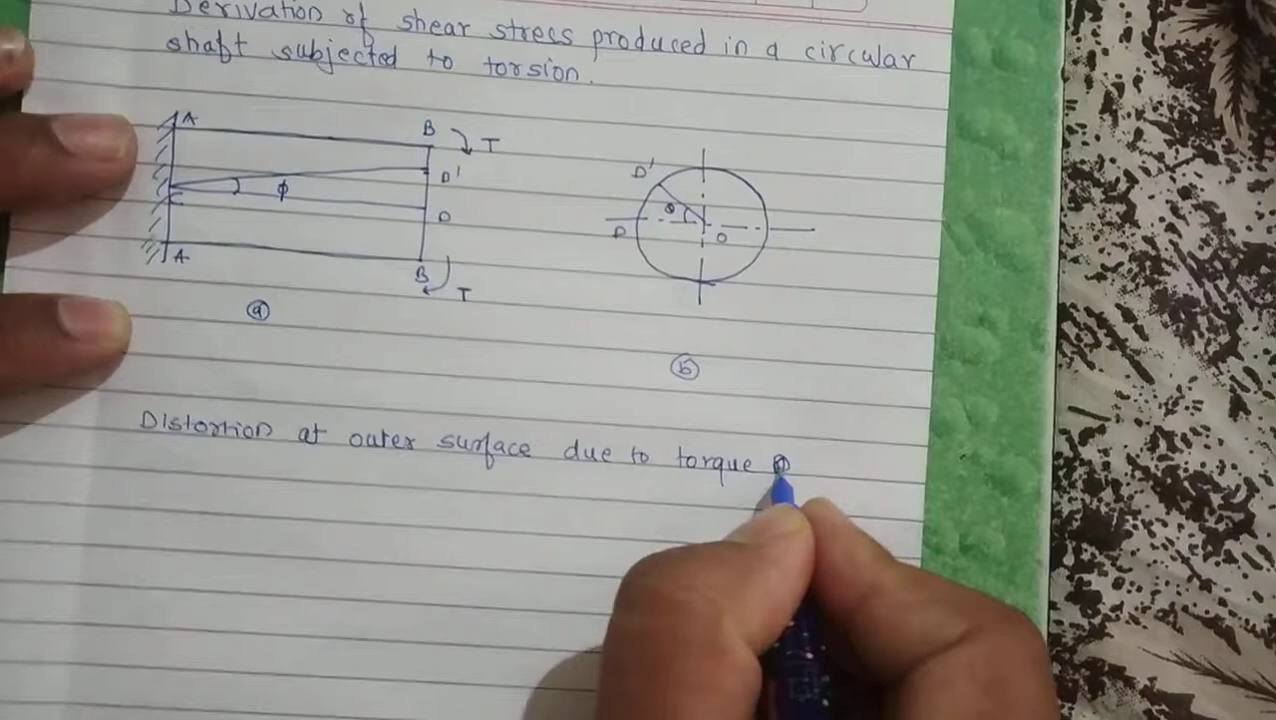 Derivation of shear stress produced in a circular
shaft subjected to torsion.
A
B
T
D'
ϕ
D
A
B
T
ⓐ
D'
θ
D
O
ⓑ
Distortion at outer surface due to torque